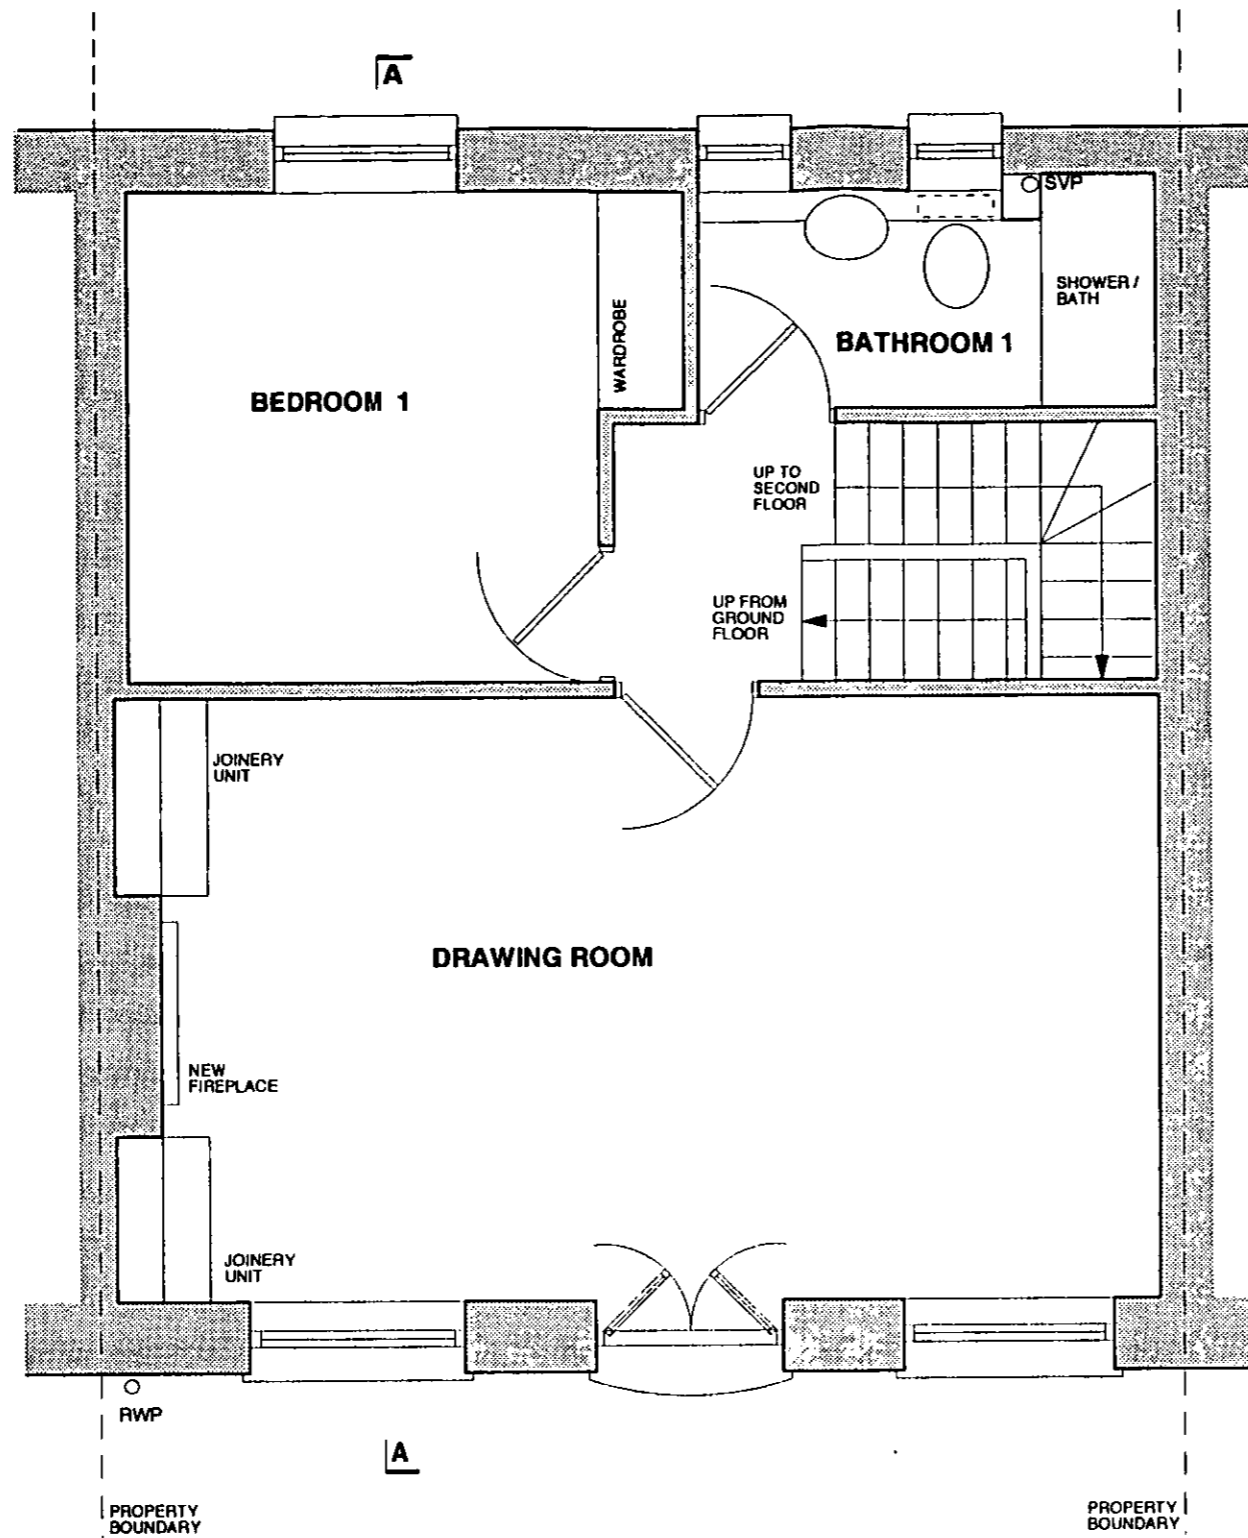 A
SVP
SHOWER /
BATH
WARDROBE
BATHROOM 1
BEDROOM 1
UP TO
SECOND
FLOOR
UP FROM
GROUND
FLOOR
JOINERY
UNIT
DRAWING ROOM
NEW
FIREPLACE
JOINERY
UNIT
RWP
A
PROPERTY
BOUNDARY
PROPERTY
BOUNDARY